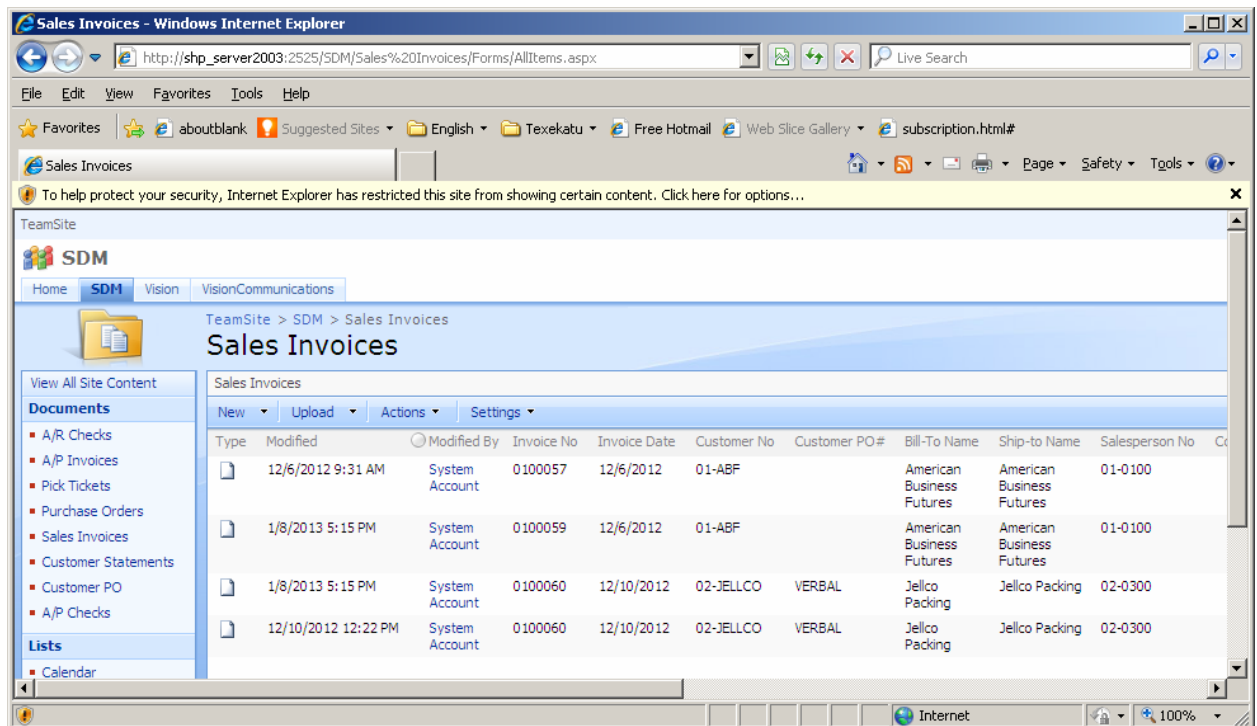 Sales Invoices - Windows Internet Explorer
http://shp_server2003:2525/SDM/Sales%20Invoices/Forms/AllItems.aspx Live Search
File Edit View Favorites Tools Help
Favorites aboutblank Suggested Sites English Texekatu Free Hotmail Web Slice Gallery subscription.html#
Sales Invoices Page Safety Tools
To help protect your security, Internet Explorer has restricted this site from showing certain content. Click here for options...
TeamSite
SDM
Home SDM Vision VisionCommunications
TeamSite > SDM > Sales Invoices
Sales Invoices
View All Site Content
Documents
A/R Checks
A/P Invoices
Pick Tickets
Purchase Orders
Sales Invoices
Customer Statements
Customer PO
A/P Checks
Lists
Calendar
Sales Invoices
New Upload Actions Settings
Type Modified Modified By Invoice No Invoice Date Customer No Customer PO# Bill-To Name Ship-to Name Salesperson No
12/6/2012 9:31 AM System 0100057 12/6/2012 01-ABF American American 01-0100
Account Business Business
Futures Futures
1/8/2013 5:15 PM System 0100059 12/6/2012 01-ABF American American 01-0100
Account Business Business
Futures Futures
1/8/2013 5:15 PM System 0100060 12/10/2012 02-JELLCO VERBAL Jellco Jellco Packing 02-0300
Account Packing
12/10/2012 12:22 PM System 0100060 12/10/2012 02-JELLCO VERBAL Jellco Jellco Packing 02-0300
Account Packing
Internet 100%